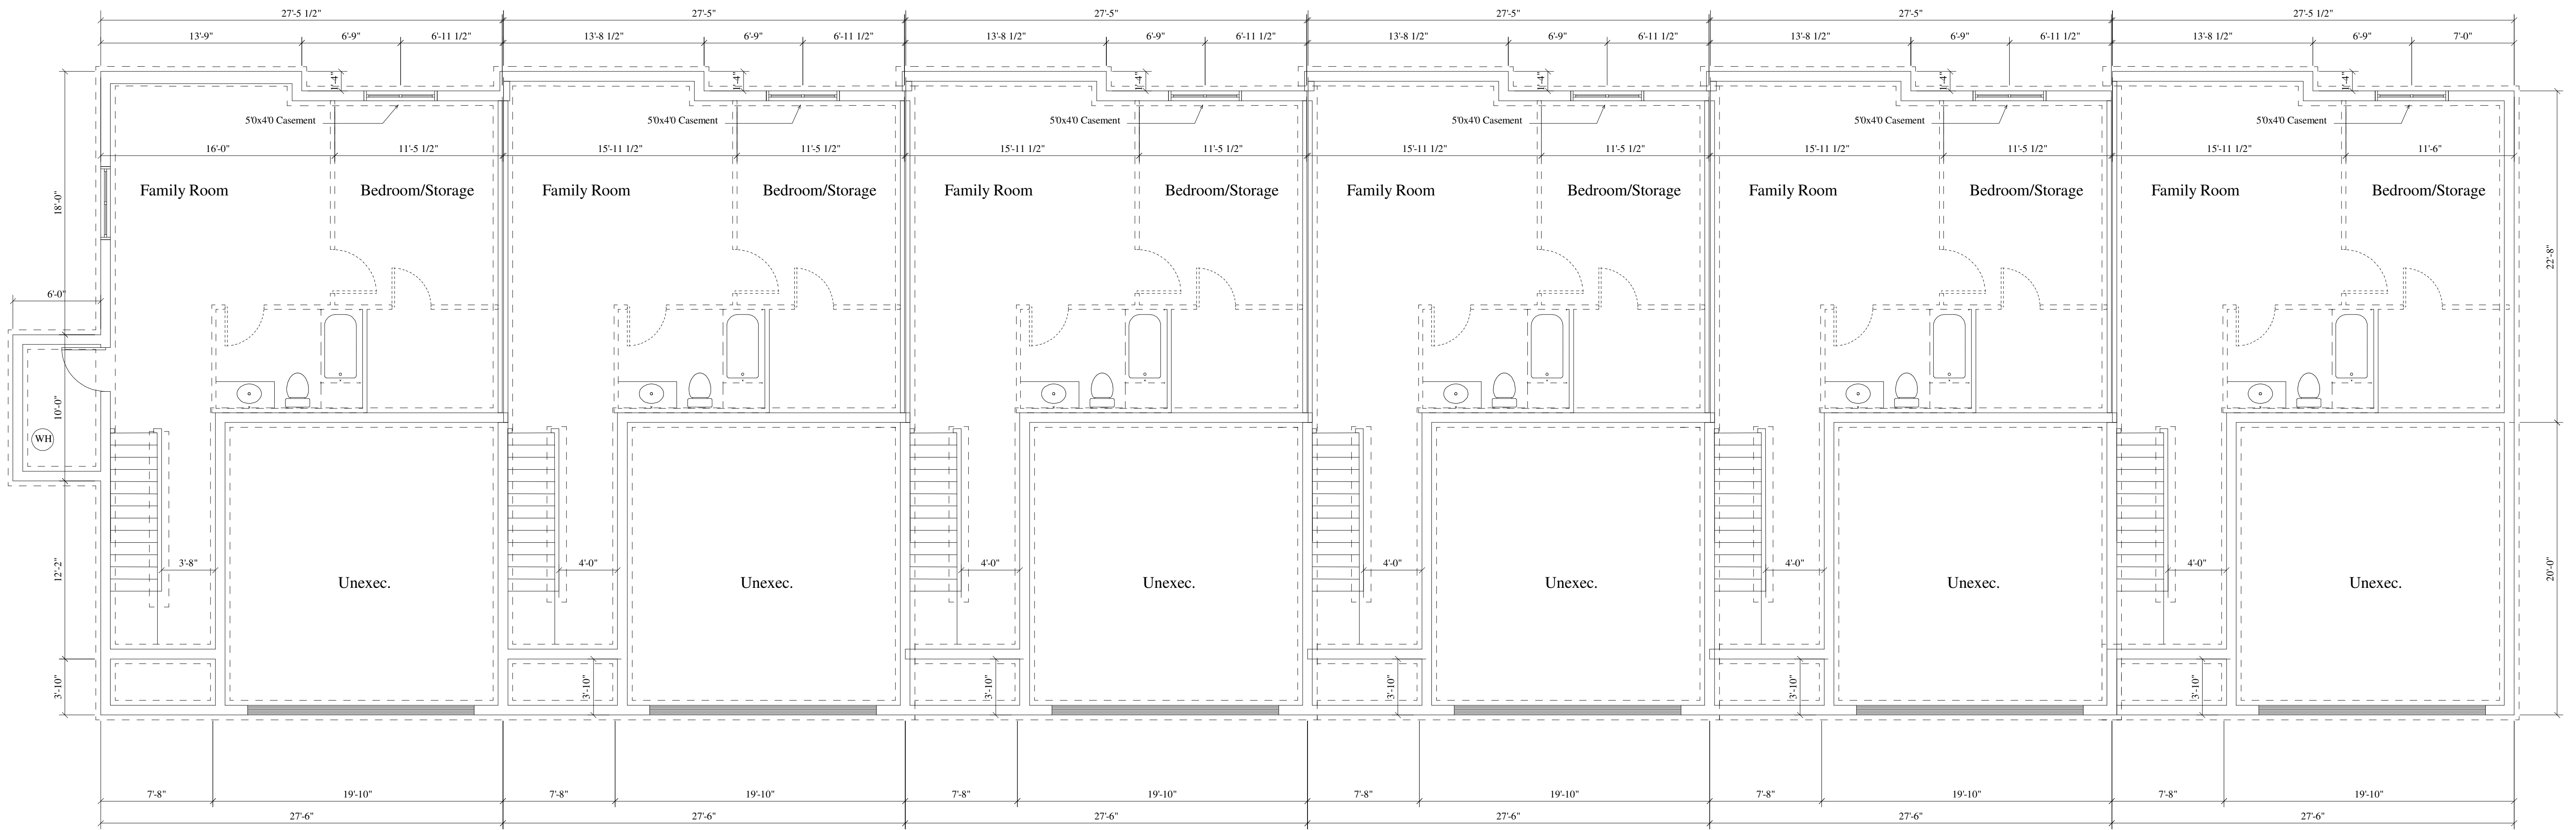 27'-5 1/2" 27'-5" 27'-5" 27'-5" 27'-5" 27'-5 1/2"
13'-9" 6'-9" 6'-11 1/2" 13'-8 1/2" 6'-9" 6'-11 1/2" 13'-8 1/2" 6'-9" 6'-11 1/2" 13'-8 1/2" 6'-9" 6'-11 1/2" 13'-8 1/2" 6'-9" 6'-11 1/2" 13'-8 1/2" 6'-9" 7'-0"
1'-4" 1'-4" 1'-4" 1'-4" 1'-4" 1'-4"
5'0x4'0 Casement 5'0x4'0 Casement 5'0x4'0 Casement 5'0x4'0 Casement 5'0x4'0 Casement 5'0x4'0 Casement
16'-0" 11'-5 1/2" 15'-11 1/2" 11'-5 1/2" 15'-11 1/2" 11'-5 1/2" 15'-11 1/2" 11'-5 1/2" 15'-11 1/2" 11'-5 1/2" 15'-11 1/2" 11'-6"
Family Room Bedroom/Storage Family Room Bedroom/Storage Family Room Bedroom/Storage Family Room Bedroom/Storage Family Room Bedroom/Storage Family Room Bedroom/Storage
18'-0"
22'-8"
6'-0"
10'-0"
WH
12'-2" 3'-8" 4'-0" 4'-0" 4'-0" 4'-0" 4'-0" 20'-0"
Unexec. Unexec. Unexec. Unexec. Unexec. Unexec.
3'-10" 3'-10" 3'-10" 3'-10" 3'-10" 3'-10"
7'-8" 19'-10" 7'-8" 19'-10" 7'-8" 19'-10" 7'-8" 19'-10" 7'-8" 19'-10" 7'-8" 19'-10"
27'-6" 27'-6" 27'-6" 27'-6" 27'-6" 27'-6"